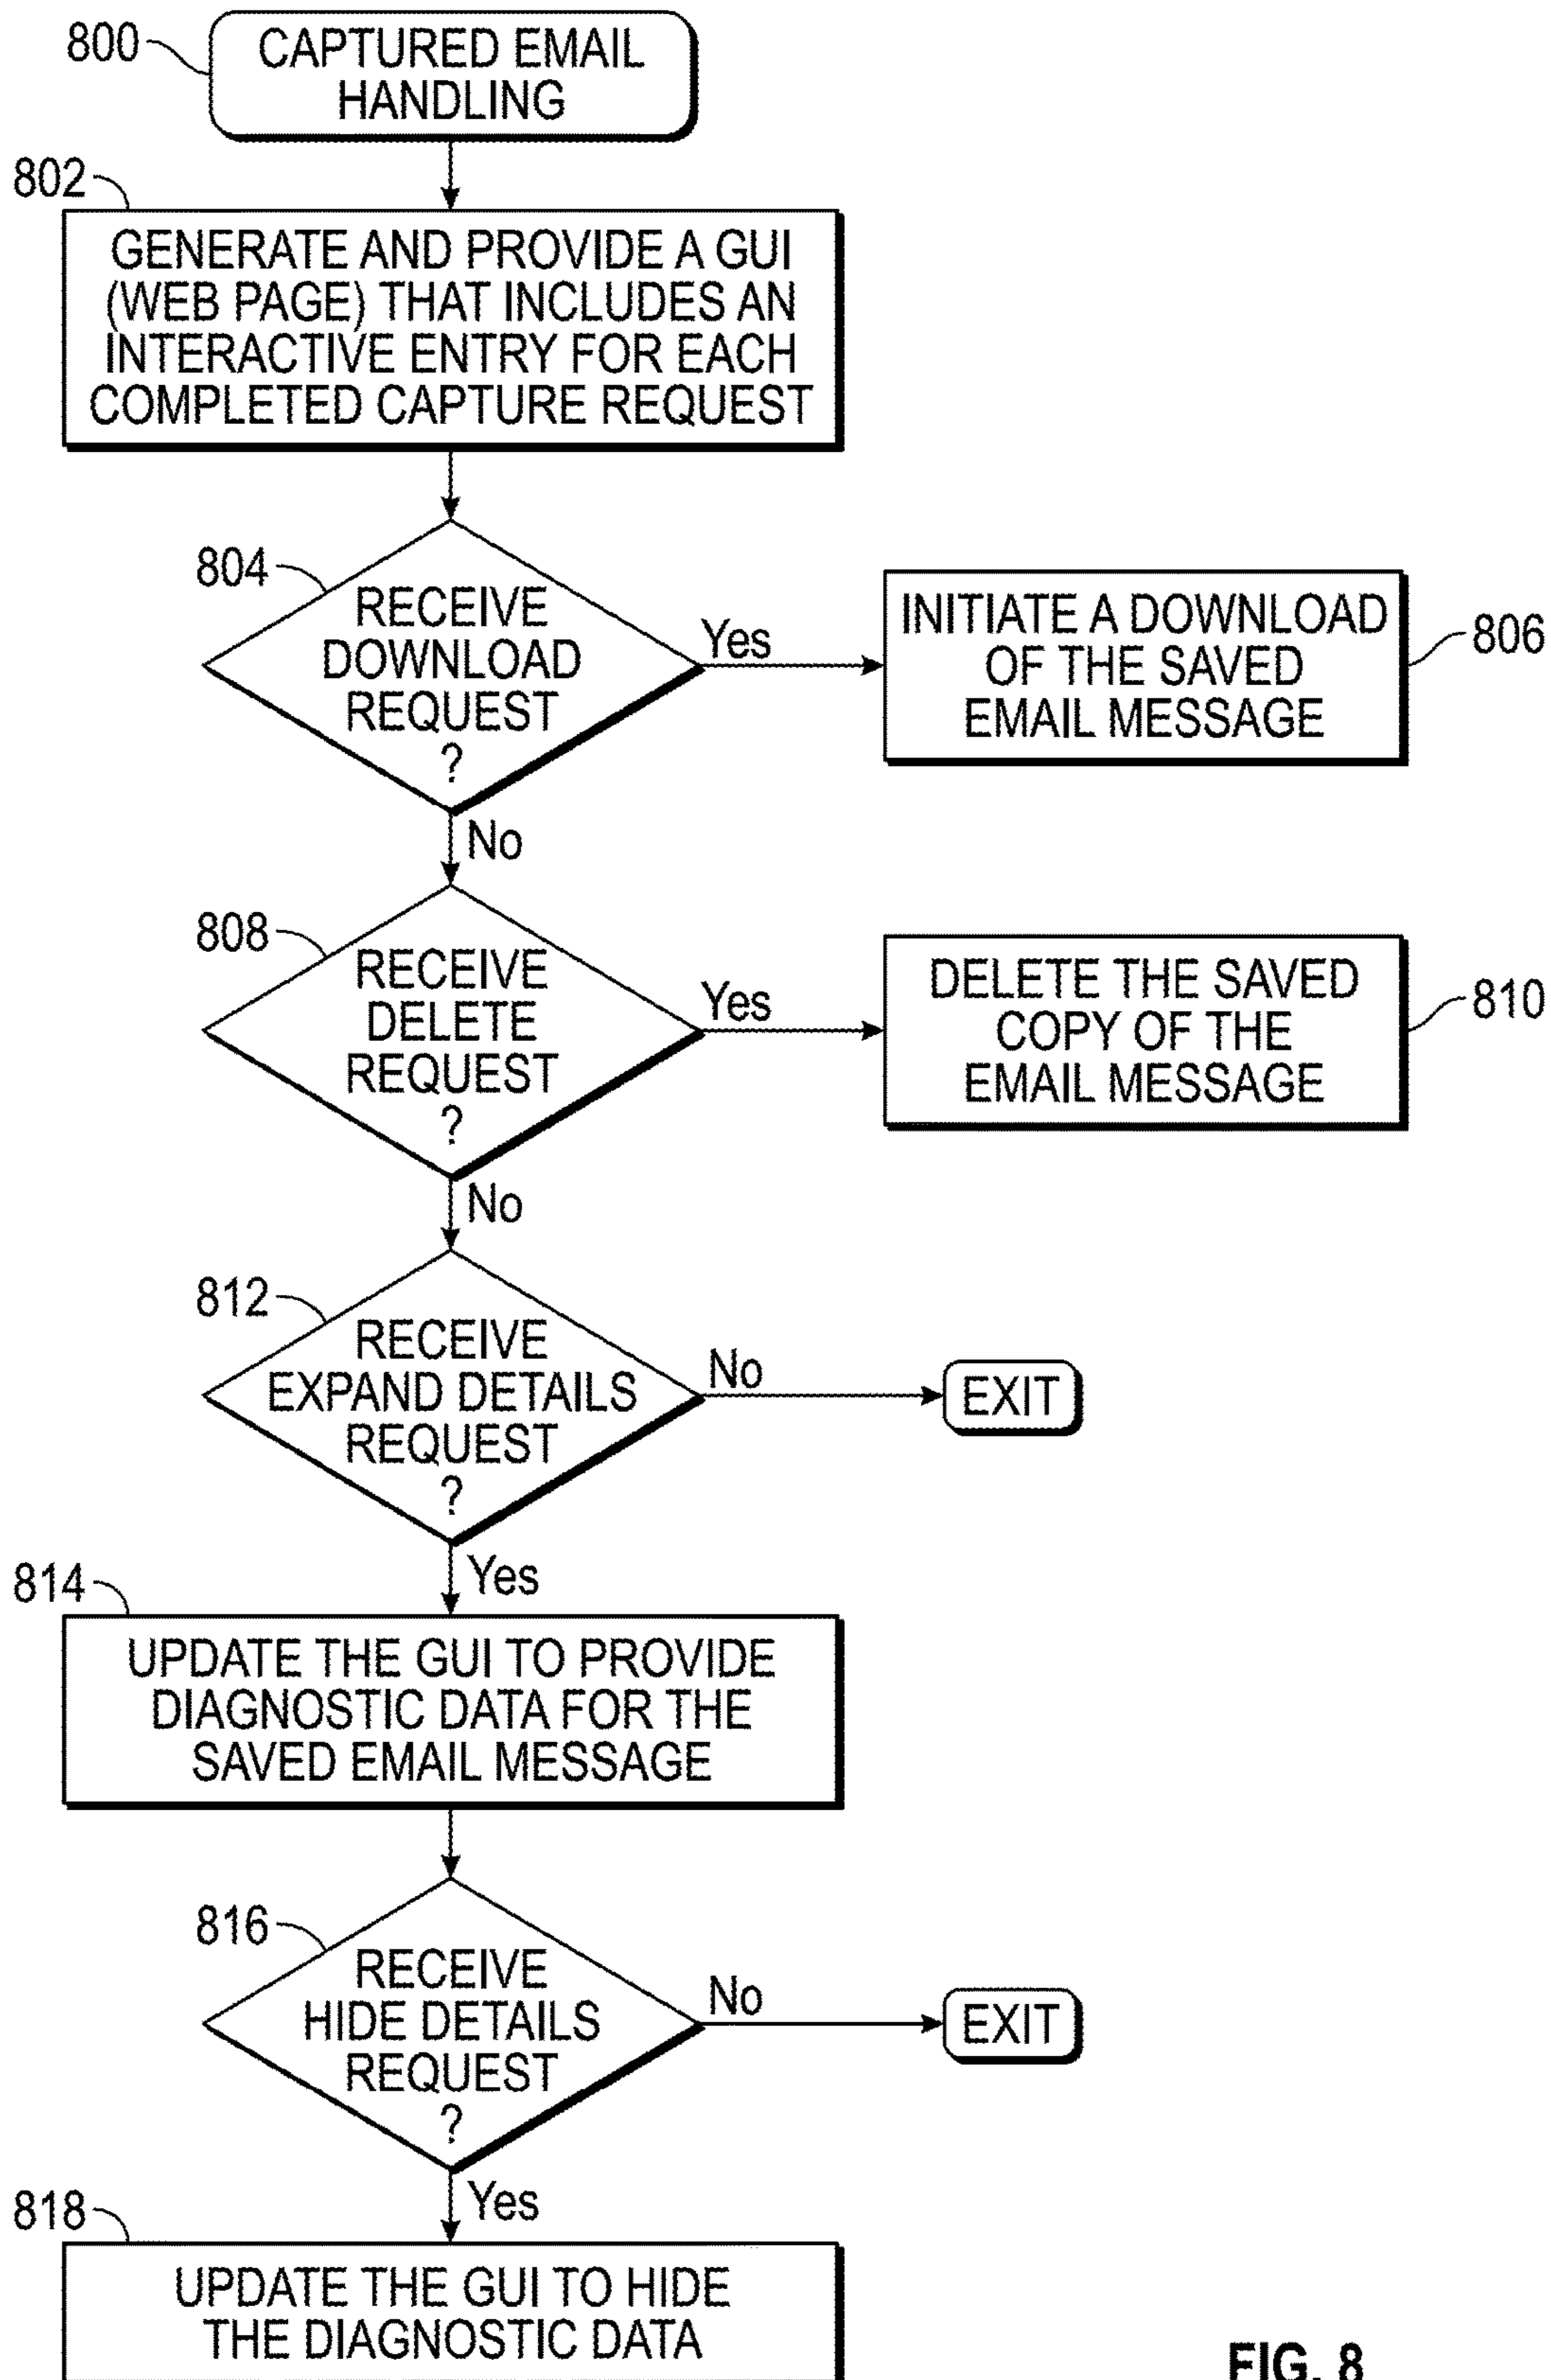 800
CAPTURED EMAIL
HANDLING
802
GENERATE AND PROVIDE A GUI
(WEB PAGE) THAT INCLUDES AN
INTERACTIVE ENTRY FOR EACH
COMPLETED CAPTURE REQUEST
804
RECEIVE
DOWNLOAD
REQUEST
?
Yes
INITIATE A DOWNLOAD
OF THE SAVED
EMAIL MESSAGE
806
No
808
RECEIVE
DELETE
REQUEST
?
Yes
DELETE THE SAVED
COPY OF THE
EMAIL MESSAGE
810
No
812
RECEIVE
EXPAND DETAILS
REQUEST
?
No
EXIT
Yes
814
UPDATE THE GUI TO PROVIDE
DIAGNOSTIC DATA FOR THE
SAVED EMAIL MESSAGE
816
RECEIVE
HIDE DETAILS
REQUEST
?
No
EXIT
Yes
818
UPDATE THE GUI TO HIDE
THE DIAGNOSTIC DATA
FIG. 8